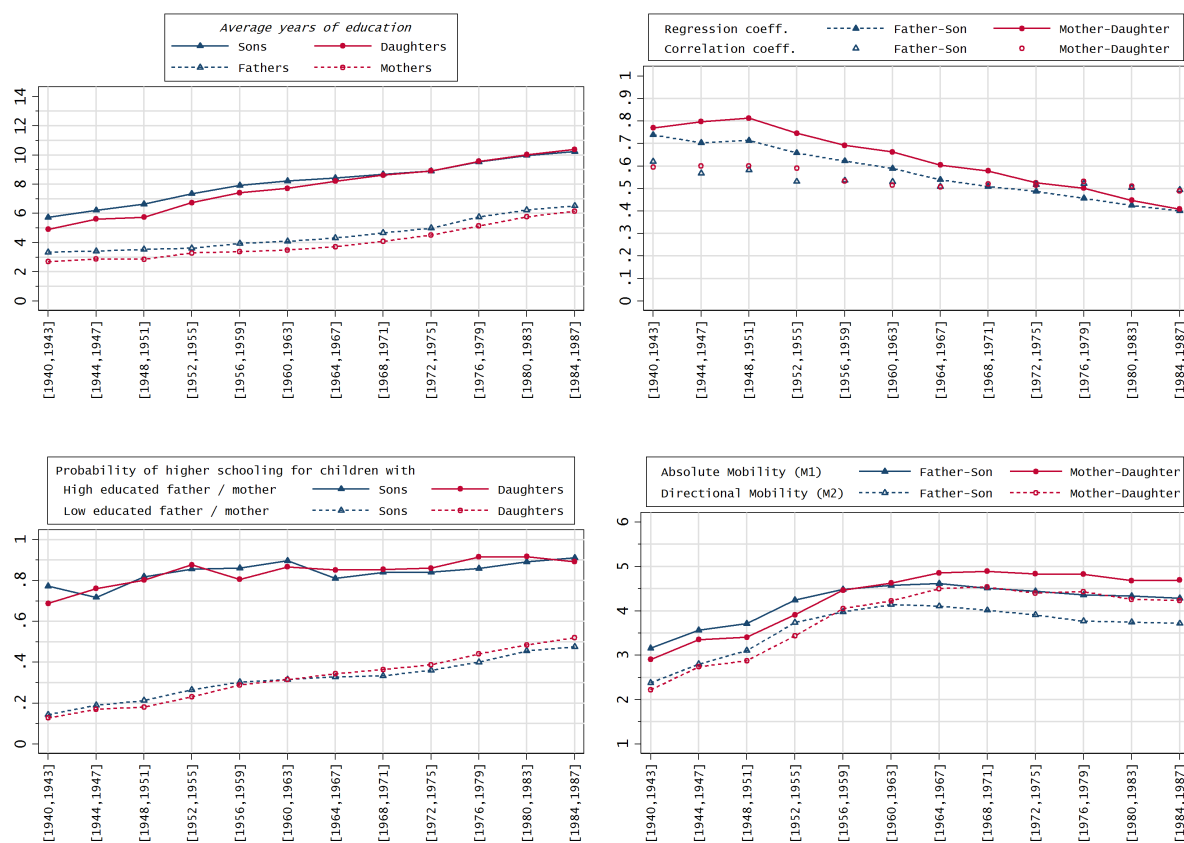 Average years of education
Sons Daughters
Fathers Mothers
14
12
10
8
6
4
2
0
[1940,1943] [1944,1947] [1948,1951] [1952,1955] [1956,1959] [1960,1963] [1964,1967] [1968,1971] [1972,1975] [1976,1979] [1980,1983] [1984,1987]
Regression coeff. Father-Son Mother-Daughter
Correlation coeff. Father-Son Mother-Daughter
1
.9
.8
.7
.6
.5
.4
.3
.2
.1
0
[1940,1943] [1944,1947] [1948,1951] [1952,1955] [1956,1959] [1960,1963] [1964,1967] [1968,1971] [1972,1975] [1976,1979] [1980,1983] [1984,1987]
Probability of higher schooling for children with
High educated father / mother Sons Daughters
Low educated father / mother Sons Daughters
1
.8
.6
.4
.2
0
[1940,1943] [1944,1947] [1948,1951] [1952,1955] [1956,1959] [1960,1963] [1964,1967] [1968,1971] [1972,1975] [1976,1979] [1980,1983] [1984,1987]
Absolute Mobility (M1) Father-Son Mother-Daughter
Directional Mobility (M2) Father-Son Mother-Daughter
6
5
4
3
2
1
[1940,1943] [1944,1947] [1948,1951] [1952,1955] [1956,1959] [1960,1963] [1964,1967] [1968,1971] [1972,1975] [1976,1979] [1980,1983] [1984,1987]